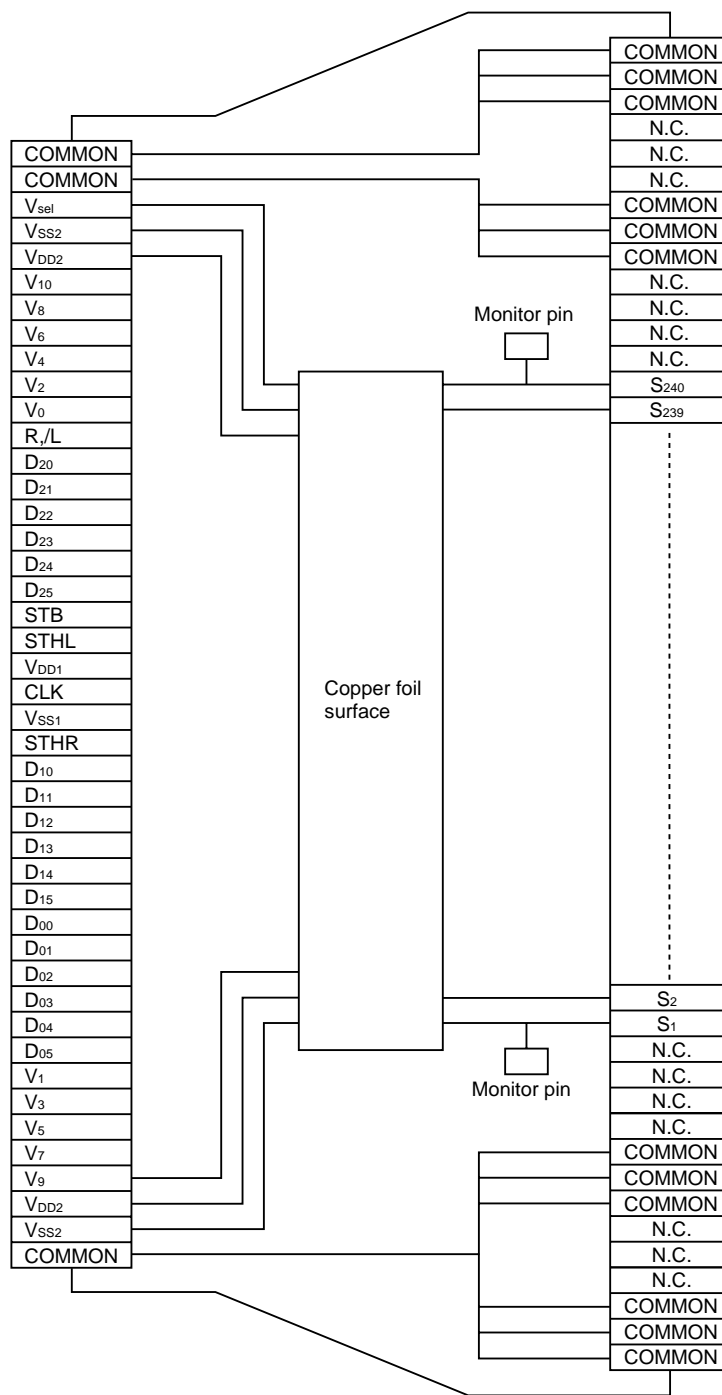 COMMON
COMMON
Vsel
VSS2
VDD2
V10
V8
V6
V4
V2
V0
R,/L
D20
D21
D22
D23
D24
D25
STB
STHL
VDD1
CLK
VSS1
STHR
D10
D11
D12
D13
D14
D15
D00
D01
D02
D03
D04
D05
V1
V3
V5
V7
V9
VDD2
VSS2
COMMON
Monitor pin
Copper foil
surface
Monitor pin
COMMON
COMMON
COMMON
N.C.
N.C.
N.C.
COMMON
COMMON
COMMON
N.C.
N.C.
N.C.
N.C.
S240
S239
S2
S1
N.C.
N.C.
N.C.
N.C.
COMMON
COMMON
COMMON
N.C.
N.C.
N.C.
COMMON
COMMON
COMMON